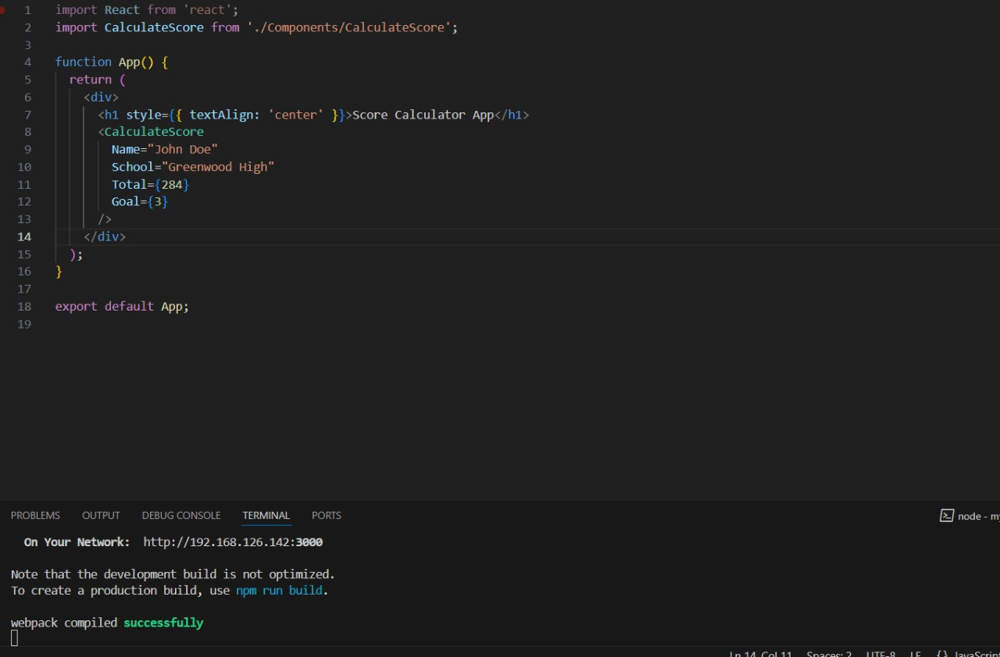 1 import React from 'react';
2 import CalculateScore from './Components/CalculateScore';
3
4 function App() {
5 return (
6 <div>
7 <h1 style={{ textAlign: 'center' }}>Score Calculator App</h1>
8 <CalculateScore
9 Name="John Doe"
10 School="Greenwood High"
11 Total={284}
12 Goal={3}
13 />
14 </div>
15 );
16 }
17
18 export default App;
19
PROBLEMS OUTPUT DEBUG CONSOLE TERMINAL PORTS node - my
On Your Network: http://192.168.126.142:3000
Note that the development build is not optimized.
To create a production build, use npm run build.
webpack compiled successfully
Ln 14, Col 11 Spaces: 2 UTF-8 LF {} JavaScript